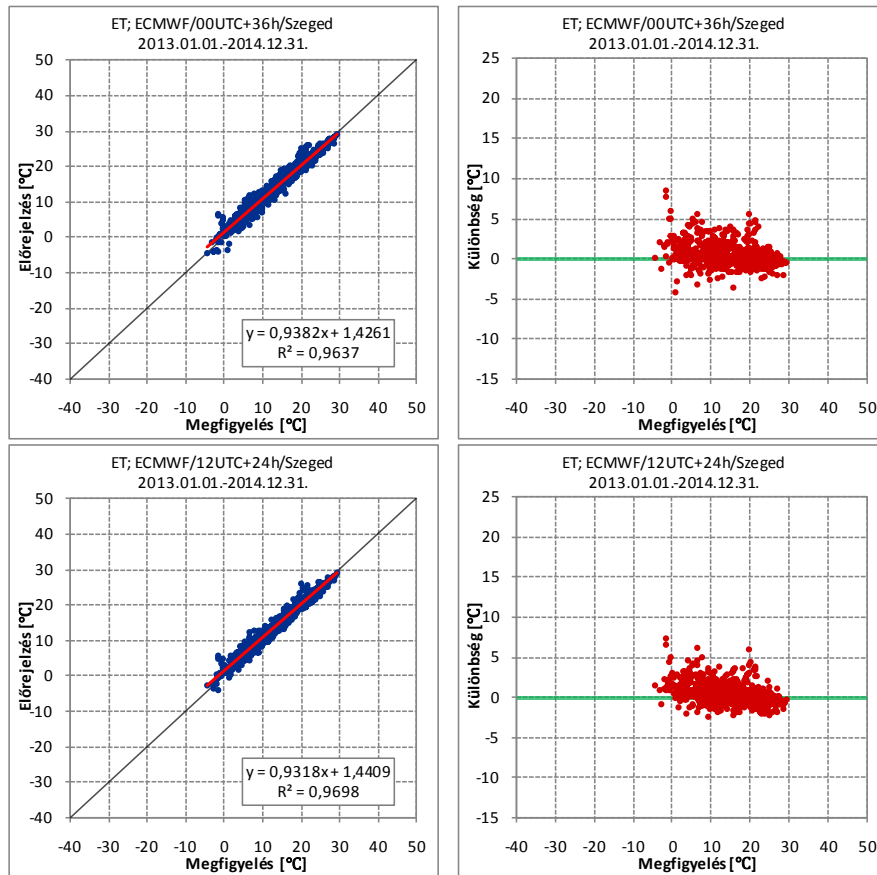 ET; ECMWF/00UTC+36h/Szeged
2013.01.01.-2014.12.31.
50
40
30
20
10
0
-10
-20
-30
-40
Előrejelzés [°C]
y = 0,9382x + 1,4261
R² = 0,9637
-40 -30 -20 -10 0 10 20 30 40 50
Megfigyelés [°C]
ET; ECMWF/00UTC+36h/Szeged
2013.01.01.-2014.12.31.
25
20
15
10
5
0
-5
-10
-15
Különbség [°C]
-40 -30 -20 -10 0 10 20 30 40 50
Megfigyelés [°C]
ET; ECMWF/12UTC+24h/Szeged
2013.01.01.-2014.12.31.
50
40
30
20
10
0
-10
-20
-30
-40
Előrejelzés [°C]
y = 0,9318x + 1,4409
R² = 0,9698
-40 -30 -20 -10 0 10 20 30 40 50
Megfigyelés [°C]
ET; ECMWF/12UTC+24h/Szeged
2013.01.01.-2014.12.31.
25
20
15
10
5
0
-5
-10
-15
Különbség [°C]
-40 -30 -20 -10 0 10 20 30 40 50
Megfigyelés [°C]